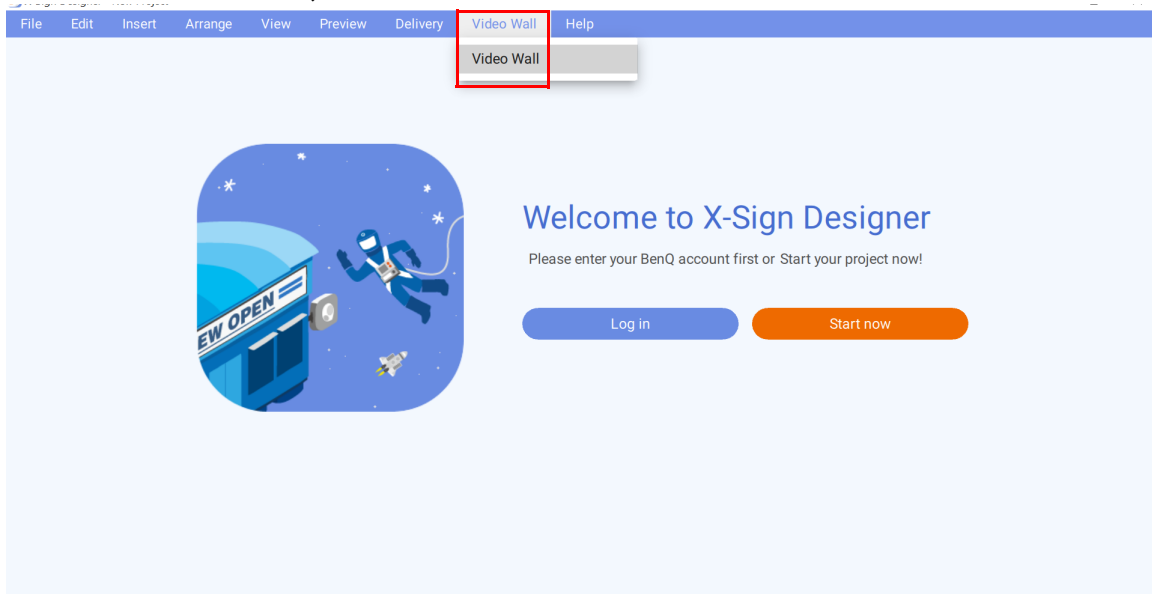 File Edit Insert Arrange View Preview Delivery Video Wall Help
Video Wall
EW OPEN
Welcome to X-Sign Designer
Please enter your BenQ account first or Start your project now!
Log in Start now